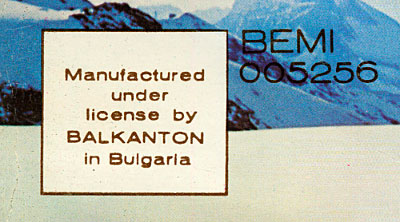 BEMI
005256
Manufactured
under
license by
BALKANTON
in Bulgaria